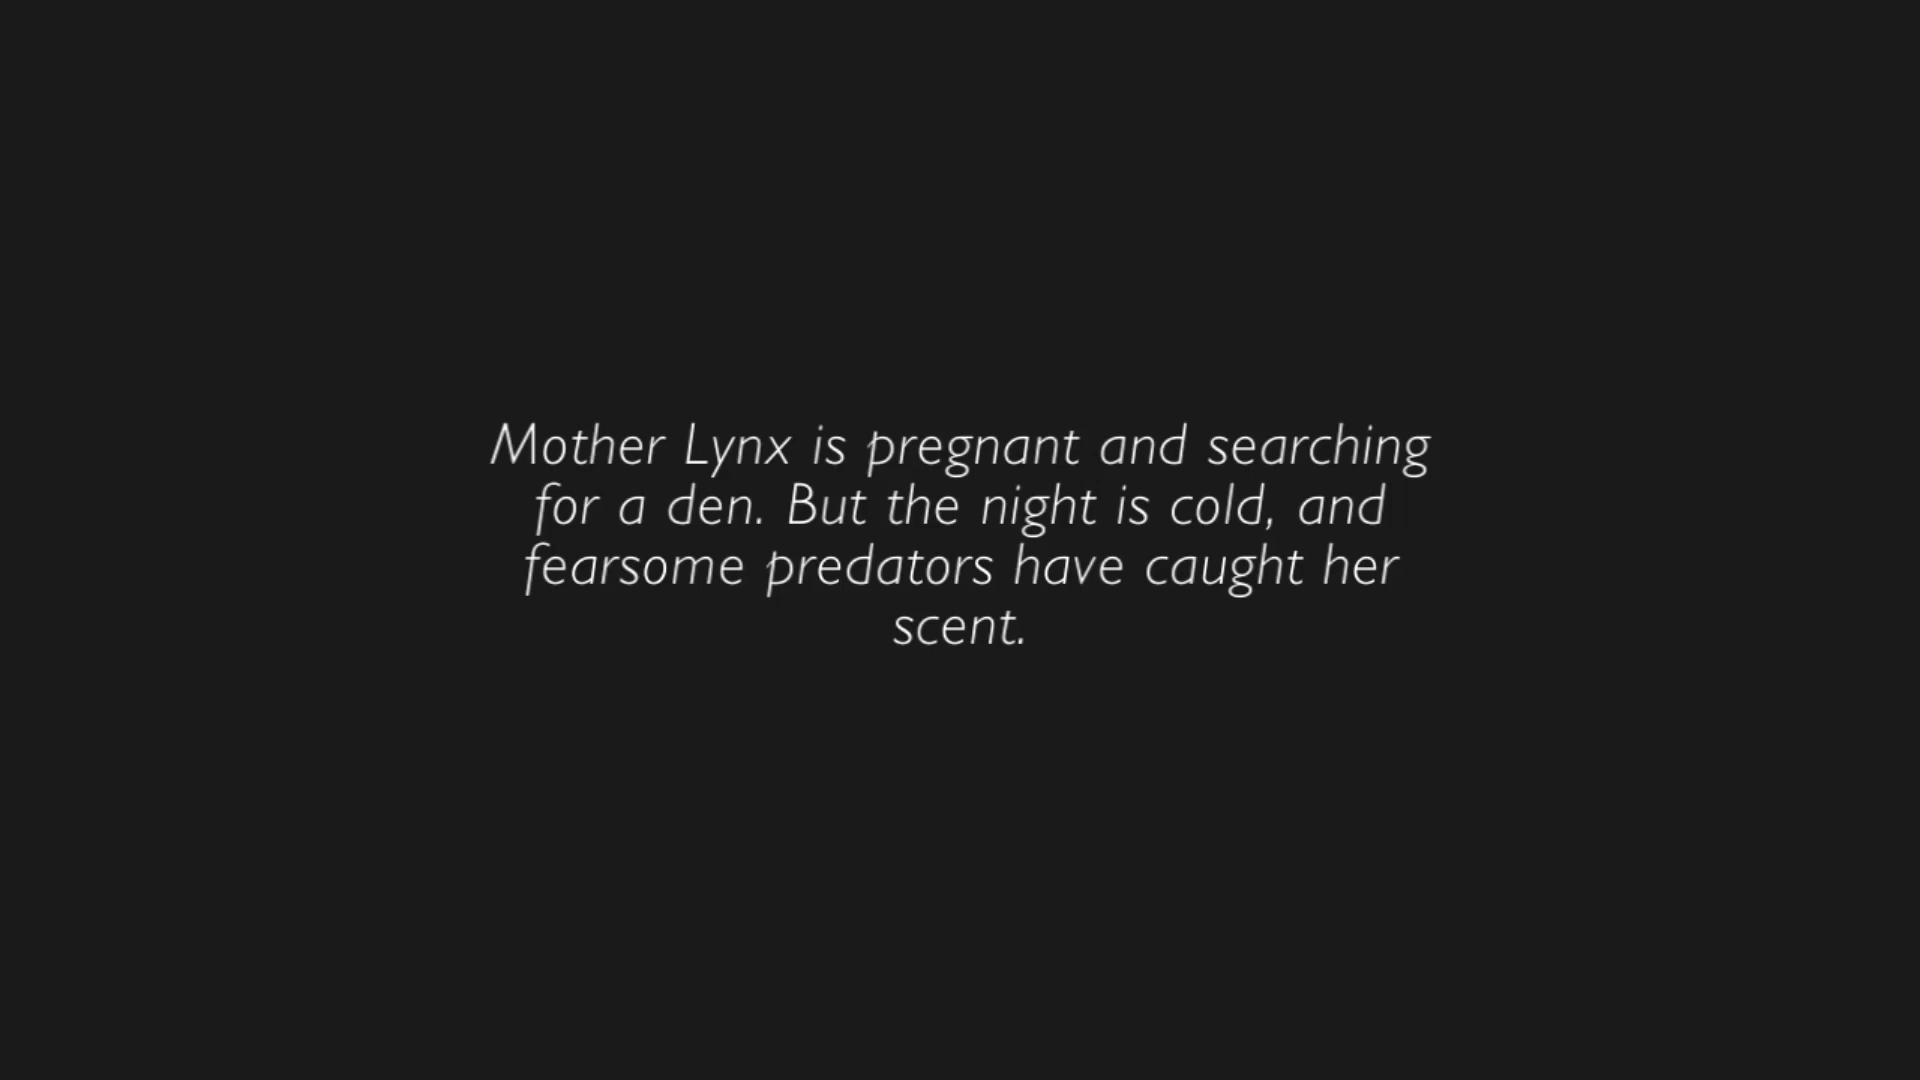 Mother Lynx is pregnant and searching
for a den. But the night is cold, and
fearsome predators have caught her
scent.